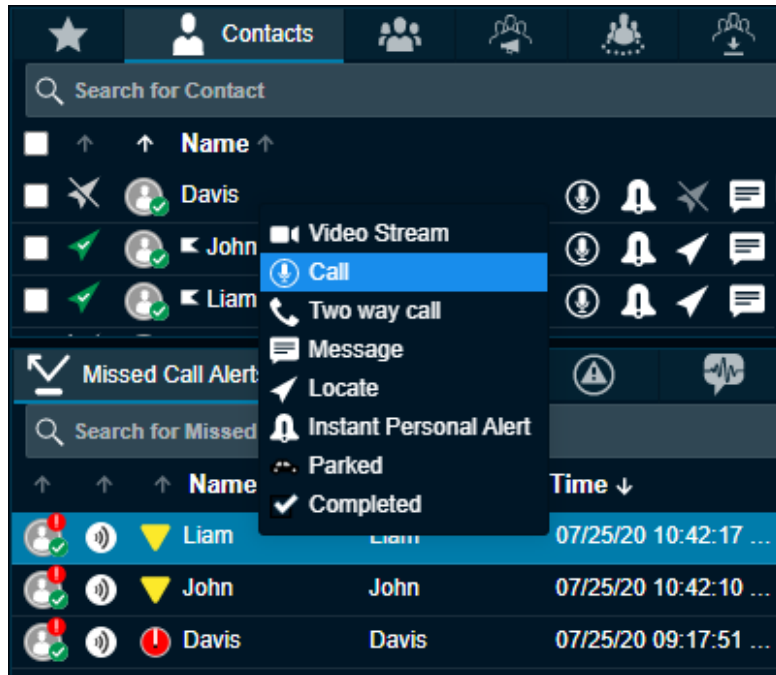 Contacts
Search for Contact
Name
Davis
John
Liam
Video Stream
Call
Two way call
Message
Locate
Instant Personal Alert
Parked
Completed
Missed Call Alert
Search for Missed
Name Time
Liam Liam 07/25/20 10:42:17 ...
John John 07/25/20 10:42:10 ...
Davis Davis 07/25/20 09:17:51 ...